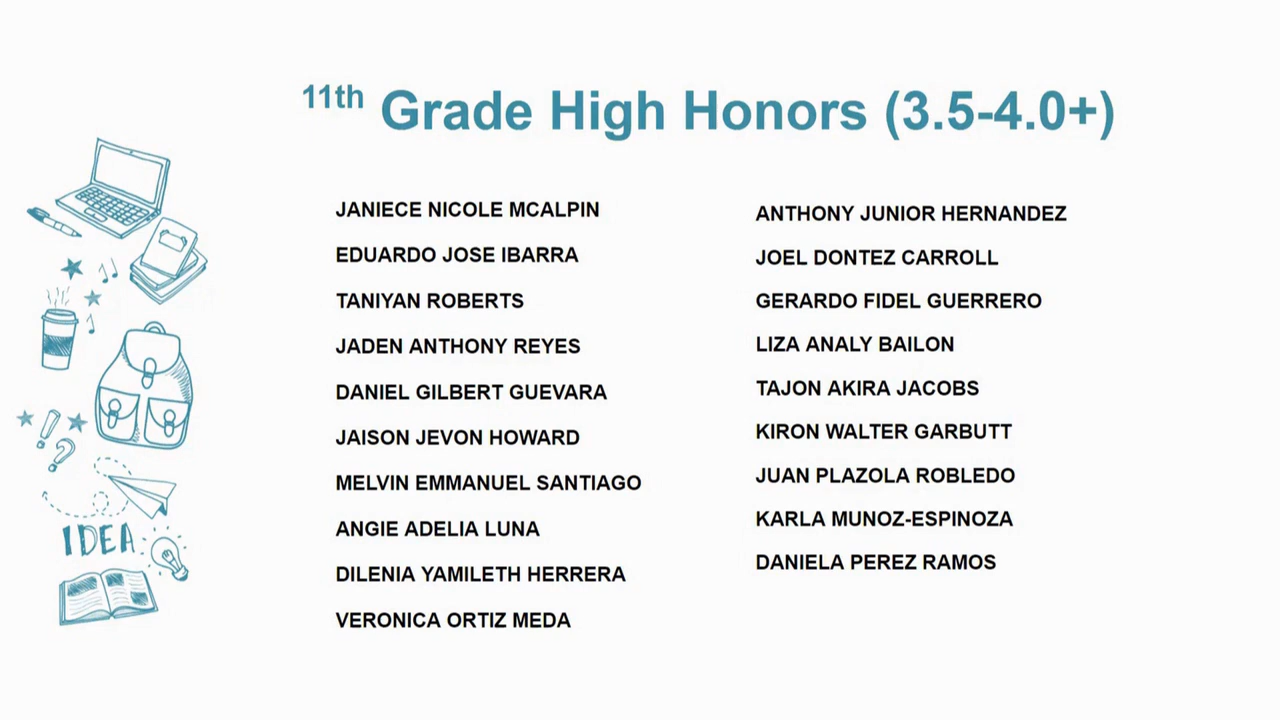 11th Grade High Honors (3.5-4.0+)
JANIECE NICOLE MCALPIN
EDUARDO JOSE IBARRA
TANIYAN ROBERTS
JADEN ANTHONY REYES
DANIEL GILBERT GUEVARA
JAISON JEVON HOWARD
MELVIN EMMANUEL SANTIAGO
ANGIE ADELIA LUNA
DILENIA YAMILETH HERRERA
VERONICA ORTIZ MEDA
ANTHONY JUNIOR HERNANDEZ
JOEL DONTEZ CARROLL
GERARDO FIDEL GUERRERO
LIZA ANALY BAILON
TAJON AKIRA JACOBS
KIRON WALTER GARBUTT
JUAN PLAZOLA ROBLEDO
KARLA MUNOZ-ESPINOZA
DANIELA PEREZ RAMOS
IDEA